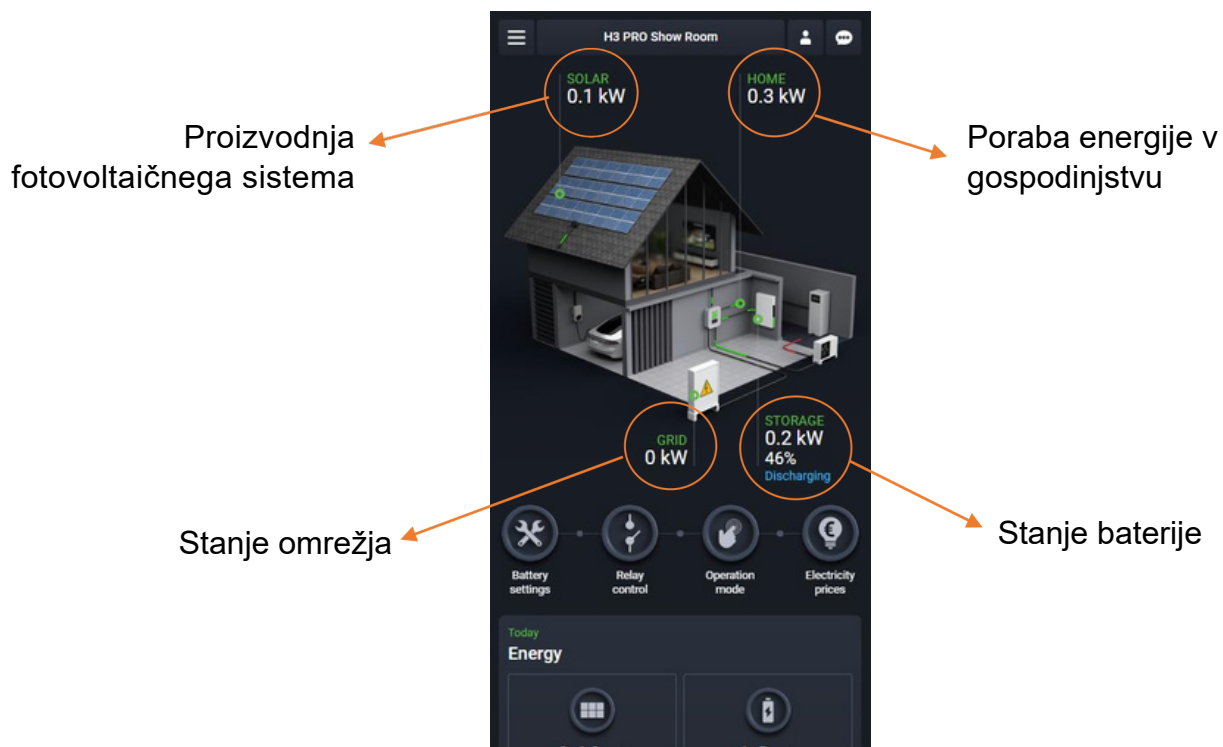 H3 PRO Show Room
SOLAR
0.1 kW
HOME
0.3 kW
Proizvodnja
fotovoltaičnega sistema
Poraba energije v
gospodinjstvu
GRID
0 kW
STORAGE
0.2 kW
46%
Discharging
Stanje omrežja
Stanje baterije
Battery
settings
Relay
control
Operation
mode
Electricity
prices
Today
Energy